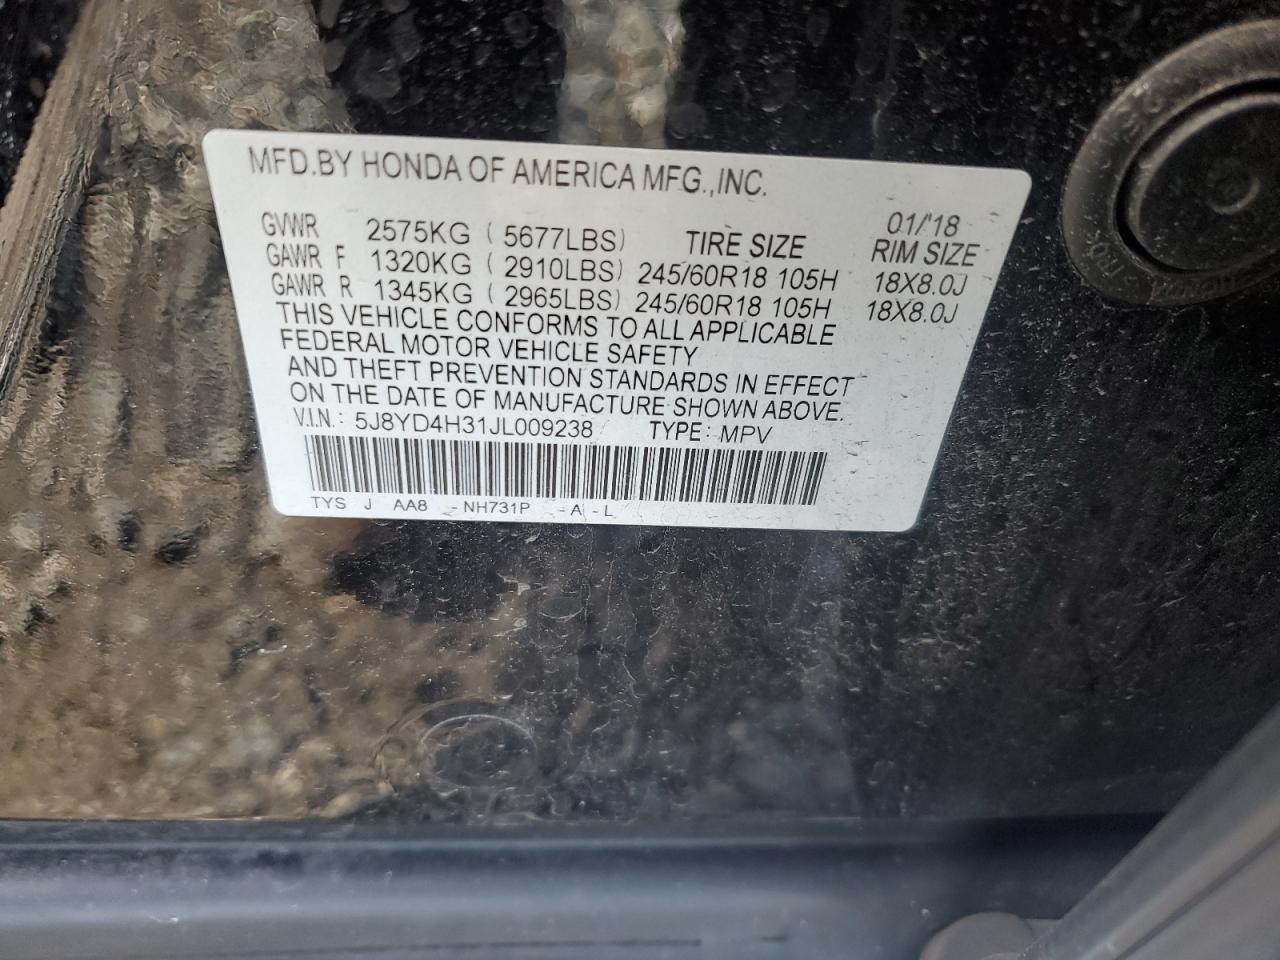 MFD.BY HONDA OF AMERICA MFG.,INC.
GVWR 2575KG ( 5677LBS) TIRE SIZE 01/'18 RIM SIZE
GAWR F 1320KG ( 2910LBS) 245/60R18 105H 18X8.0J
GAWR R 1345KG ( 2965LBS) 245/60R18 105H 18X8.0J
THIS VEHICLE CONFORMS TO ALL APPLICABLE
FEDERAL MOTOR VEHICLE SAFETY
AND THEFT PREVENTION STANDARDS IN EFFECT
ON THE DATE OF MANUFACTURE SHOWN ABOVE.
V.I.N.: 5J8YD4H31JL009238 TYPE: MPV
TYS J AA8 -NH731P -A -L